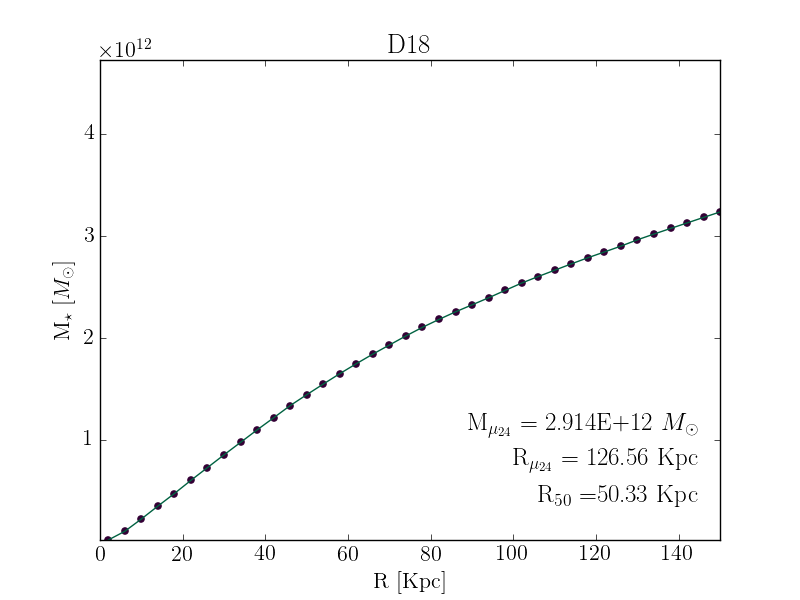 D18
×10¹²
4
3
2
1
M⋆ [M⊙]
M_μ₂₄ = 2.914E+12 M⊙
R_μ₂₄ = 126.56 Kpc
R₅₀ =50.33 Kpc
0 20 40 60 80 100 120 140
R [Kpc]